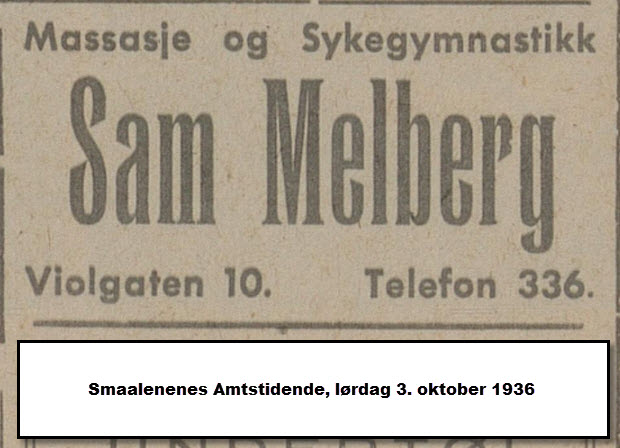 Massasje og Sykegymnastikk
Sam Melberg
Violgaten 10. Telefon 336.
Smaalenenes Amtstidende, lørdag 3. oktober 1936